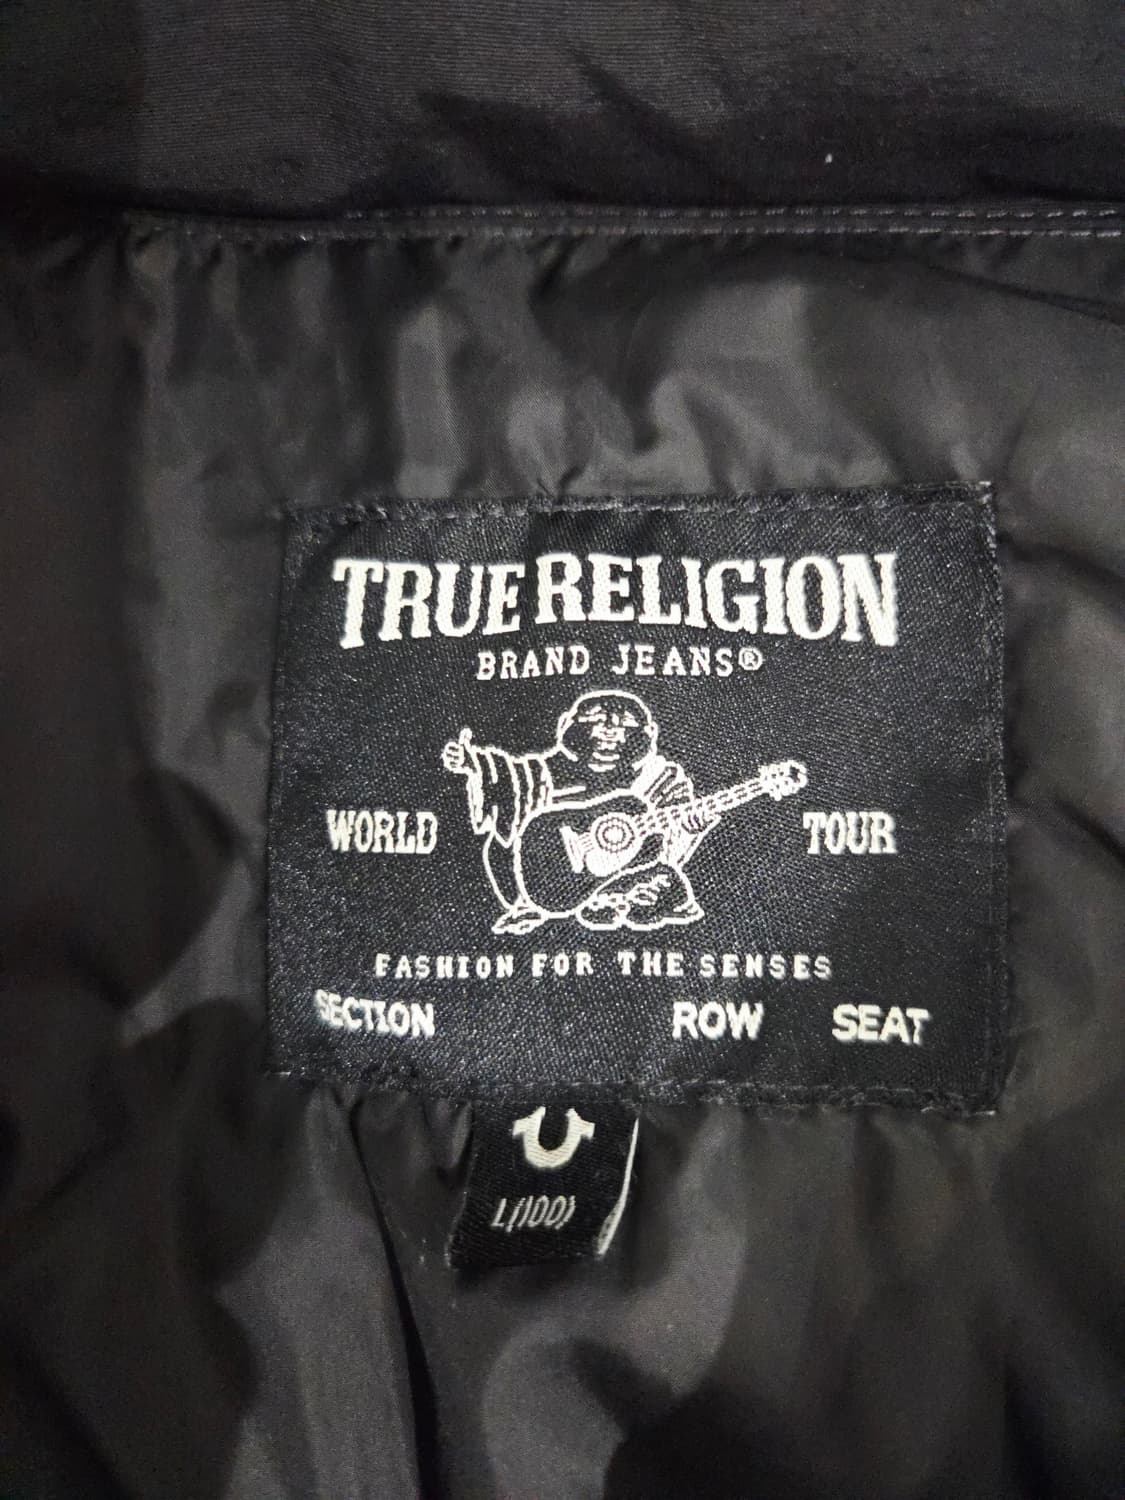 TRUE RELIGION
BRAND JEANS®
WORLD TOUR
FASHION FOR THE SENSES
SECTION ROW SEAT
L(100)